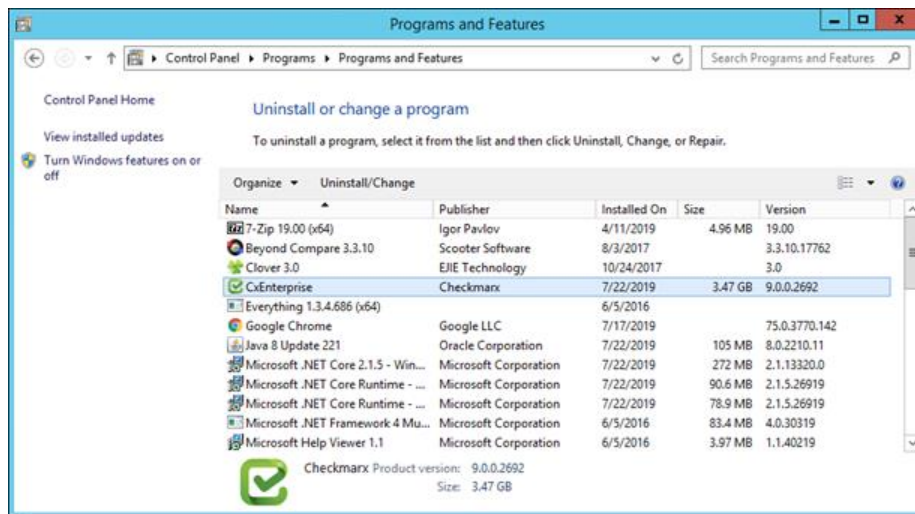 Programs and Features
Control Panel Programs Programs and Features
Search Programs and Features
Control Panel Home
View installed updates
Turn Windows features on or
off
Uninstall or change a program
To uninstall a program, select it from the list and then click Uninstall, Change, or Repair.
Organize Uninstall/Change
Name Publisher Installed On Size Version
7-Zip 19.00 (x64) Igor Pavlov 4/11/2019 4.96 MB 19.00
Beyond Compare 3.3.10 Scooter Software 8/3/2017 3.3.10.17762
Clover 3.0 EJIE Technology 10/24/2017 3.0
CxEnterprise Checkmarx 7/22/2019 3.47 GB 9.0.0.2692
Everything 1.3.4.686 (x64) 6/5/2016
Google Chrome Google LLC 7/17/2019 75.0.3770.142
Java 8 Update 221 Oracle Corporation 7/22/2019 105 MB 8.0.2210.11
Microsoft .NET Core 2.1.5 - Win... Microsoft Corporation 7/22/2019 272 MB 2.1.13320.0
Microsoft .NET Core Runtime - ... Microsoft Corporation 7/22/2019 90.6 MB 2.1.5.26919
Microsoft .NET Core Runtime - ... Microsoft Corporation 7/22/2019 78.9 MB 2.1.5.26919
Microsoft .NET Framework 4 Mu... Microsoft Corporation 6/5/2016 83.4 MB 4.0.30319
Microsoft Help Viewer 1.1 Microsoft Corporation 6/5/2016 3.97 MB 1.1.40219
Checkmarx Product version: 9.0.0.2692
Size: 3.47 GB